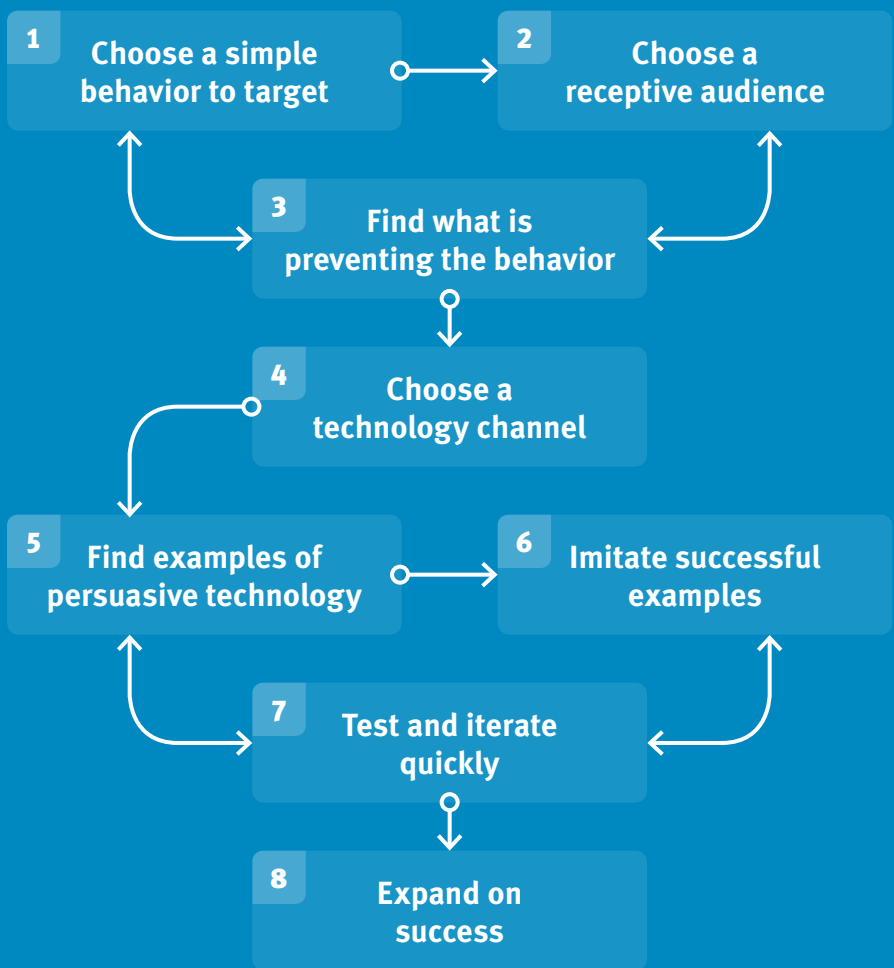 1
Choose a simple
behavior to target
2
Choose a
receptive audience
3
Find what is
preventing the behavior
4
Choose a
technology channel
5
Find examples of
persuasive technology
6
Imitate successful
examples
7
Test and iterate
quickly
8
Expand on
success